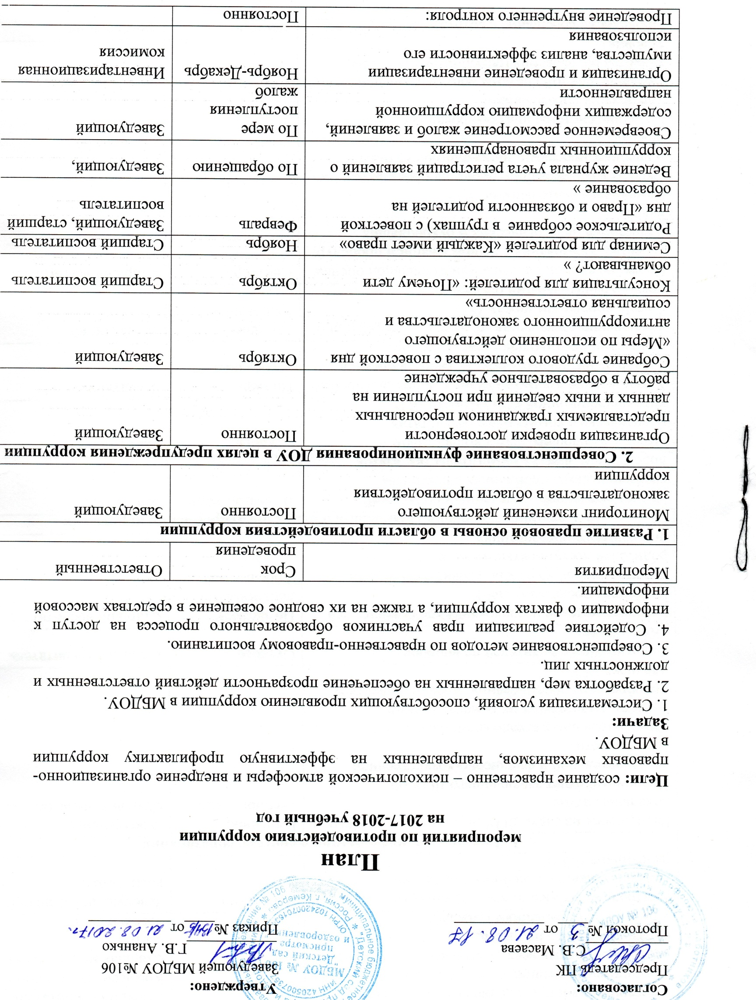 Согласовано:
Председатель ПК
С.В. Масаева
Протокол № 3 от 21.08.17
Утверждено:
Заведующей МБДОУ №106
Г.В. Ананько
Приказ № от 21.08.2017г.
План
мероприятий по противодействию коррупции
на 2017-2018 учебный год
Цели: создание нравственно – психологической атмосферы и внедрение организационно-
правовых механизмов, направленных на эффективную профилактику коррупции
в МБДОУ.
Задачи:
1. Систематизация условий, способствующих проявлению коррупции в МБДОУ.
2. Разработка мер, направленных на обеспечение прозрачности действий ответственных и
должностных лиц.
3. Совершенствование методов по нравственно-правовому воспитанию.
4. Содействие реализации прав участников образовательного процесса на доступ к
информации о фактах коррупции, а также на их сводное освещение в средствах массовой
информации.
Мероприятия
Срок
проведения
Ответственный
1. Развитие правовой основы в области противодействия коррупции
Мониторинг изменений действующего
законодательства в области противодействия
коррупции
Постоянно
Заведующий
2. Совершенствование функционирования ДОУ в целях предупреждения коррупции
Организация проверки достоверности
представляемых гражданином персональных
данных и иных сведений при поступлении на
работу в образовательное учреждение
Постоянно
Заведующий
Собрание трудового коллектива с повесткой дня
«Меры по исполнению действующего
антикоррупционного законодательства и
социальная ответственность»
Октябрь
Заведующий
Консультация для родителей: «Почему дети
обманывают? »
Октябрь
Старший воспитатель
Семинар для родителей «Каждый имеет право»
Ноябрь
Старший воспитатель
Родительское собрание в группах) с повесткой
дня «Право и обязанности родителей на
образование »
Февраль
Заведующий, старший
воспитатель
Ведение журнала учета регистраций заявлений о
коррупционных правонарушениях
По обращению
Заведующий,
Своевременное рассмотрение жалоб и заявлений,
содержащих информацию коррупционной
направленности
По мере
поступления
жалоб
Заведующий
Организация и проведение инвентаризации
имущества, анализ эффективности его
использования
Ноябрь-Декабрь
Инвентаризационная
комиссия
Проведение внутреннего контроля:
Постоянно